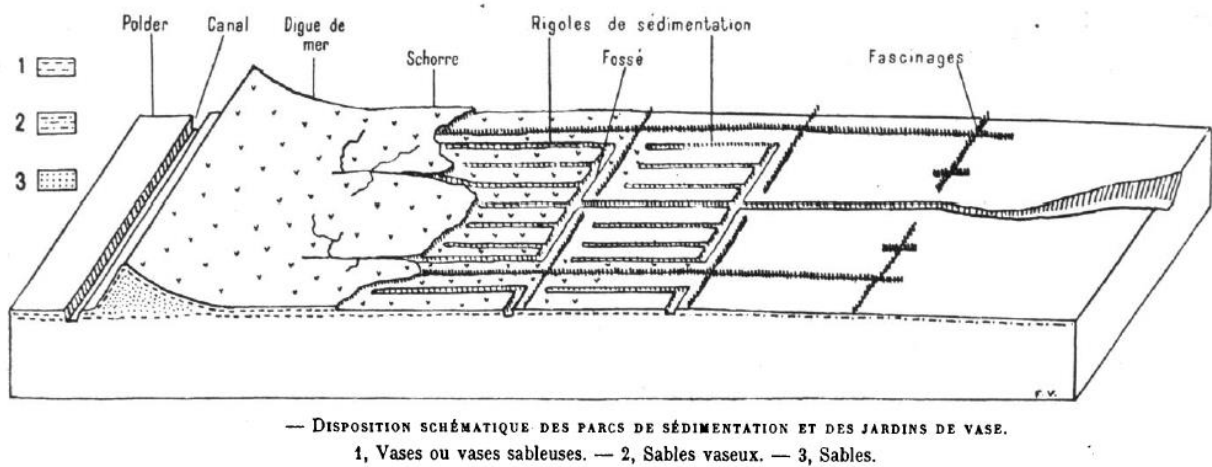 Polder
Canal
Digue de
mer
Schorre
Rigoles de sédimentation
Fossé
Fascinages
1
2
3
F.V.
— DISPOSITION SCHÉMATIQUE DES PARCS DE SÉDIMENTATION ET DES JARDINS DE VASE.
1, Vases ou vases sableuses. — 2, Sables vaseux. — 3, Sables.